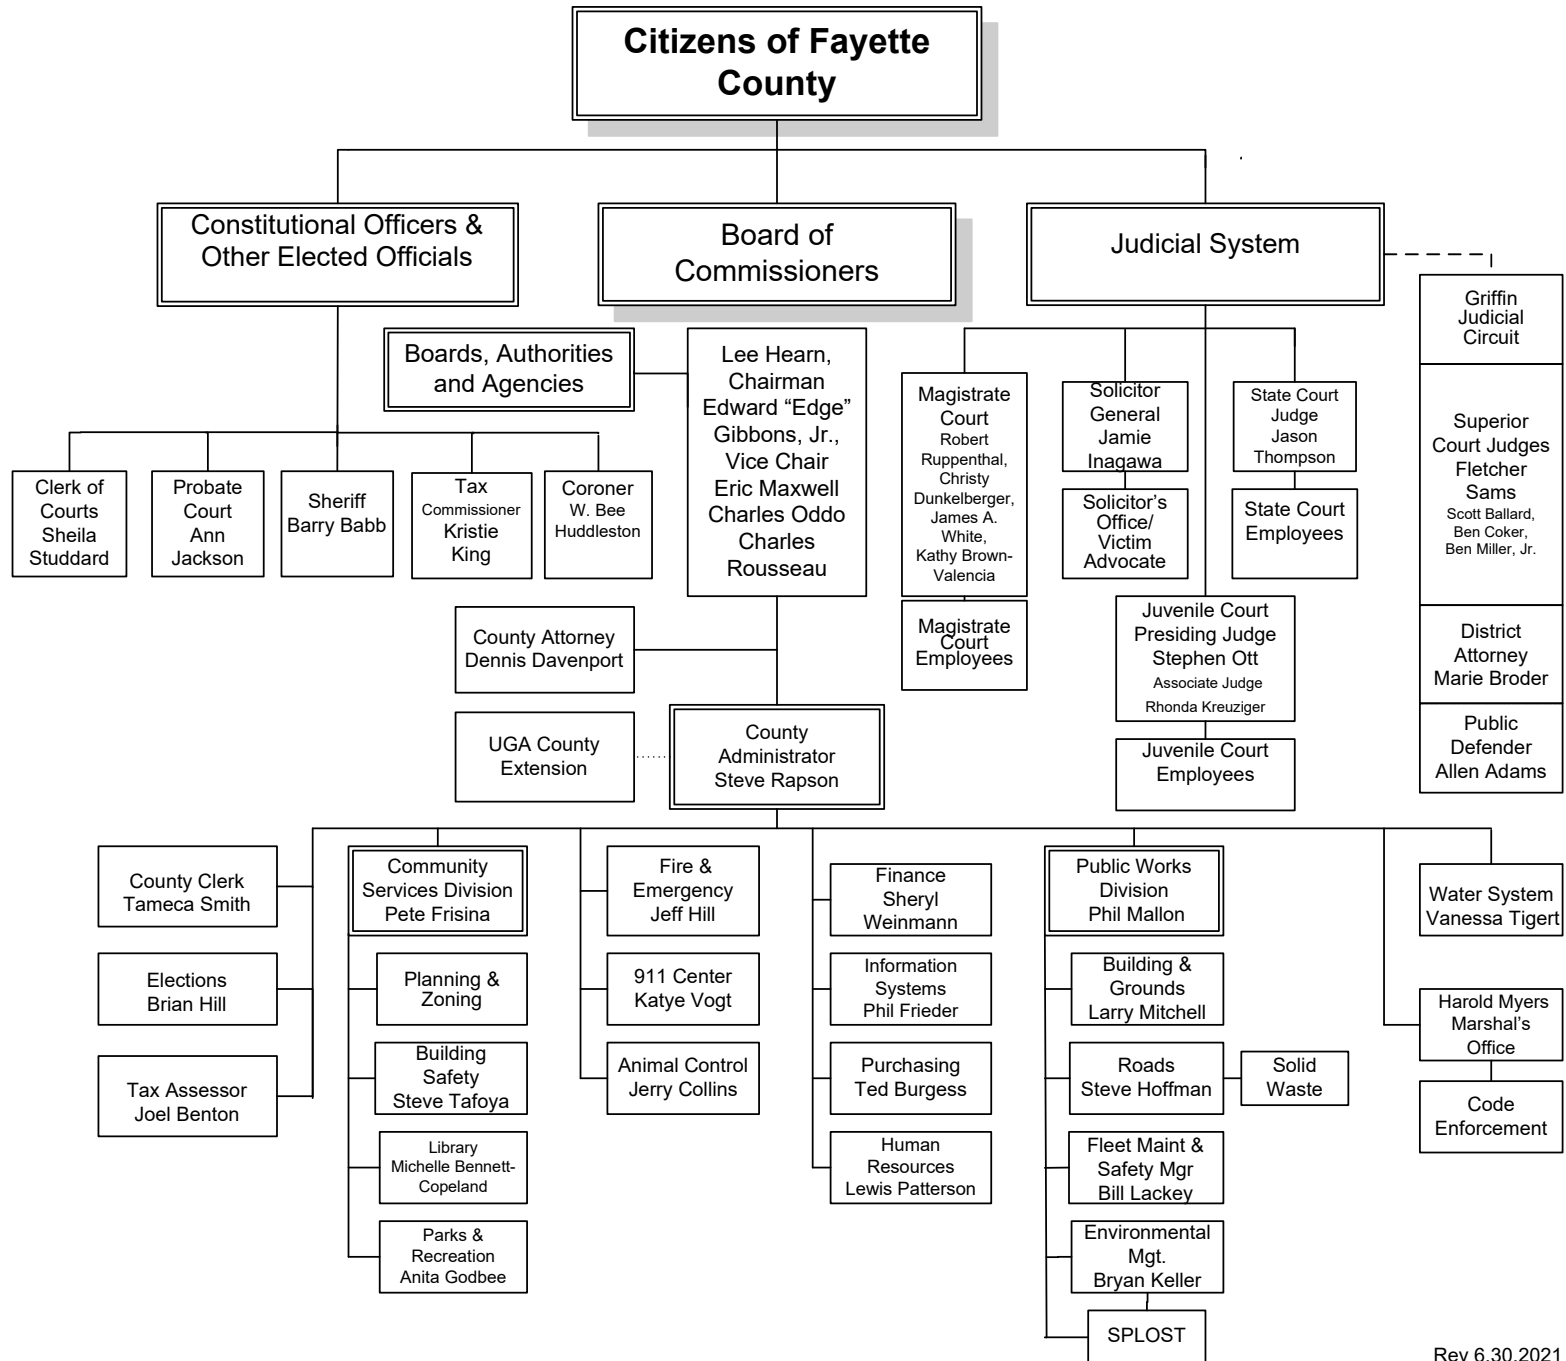 Citizens of Fayette
County
Constitutional Officers &
Other Elected Officials
Board of
Commissioners
Judicial System
Griffin
Judicial
Circuit
Superior
Court Judges
Fletcher
Sams
Scott Ballard,
Ben Coker,
Ben Miller, Jr.
District
Attorney
Marie Broder
Public
Defender
Allen Adams
Boards, Authorities
and Agencies
Lee Hearn,
Chairman
Edward “Edge”
Gibbons, Jr.,
Vice Chair
Eric Maxwell
Charles Oddo
Charles
Rousseau
Magistrate
Court
Robert
Ruppenthal,
Christy
Dunkelberger,
James A.
White,
Kathy Brown-
Valencia
Magistrate
Court
Employees
Solicitor
General
Jamie
Inagawa
Solicitor’s
Office/
Victim
Advocate
State Court
Judge
Jason
Thompson
State Court
Employees
Clerk of
Courts
Sheila
Studdard
Probate
Court
Ann
Jackson
Sheriff
Barry Babb
Tax
Commissioner
Kristie
King
Coroner
W. Bee
Huddleston
Juvenile Court
Presiding Judge
Stephen Ott
Associate Judge
Rhonda Kreuziger
Juvenile Court
Employees
County Attorney
Dennis Davenport
UGA County
Extension
County
Administrator
Steve Rapson
County Clerk
Tameca Smith
Elections
Brian Hill
Tax Assessor
Joel Benton
Community
Services Division
Pete Frisina
Planning &
Zoning
Building
Safety
Steve Tafoya
Library
Michelle Bennett-
Copeland
Parks &
Recreation
Anita Godbee
Fire &
Emergency
Jeff Hill
911 Center
Katye Vogt
Animal Control
Jerry Collins
Finance
Sheryl
Weinmann
Information
Systems
Phil Frieder
Purchasing
Ted Burgess
Human
Resources
Lewis Patterson
Public Works
Division
Phil Mallon
Building &
Grounds
Larry Mitchell
Roads
Steve Hoffman
Solid
Waste
Fleet Maint &
Safety Mgr
Bill Lackey
Environmental
Mgt.
Bryan Keller
SPLOST
Water System
Vanessa Tigert
Harold Myers
Marshal’s
Office
Code
Enforcement
Rev 6.30.2021